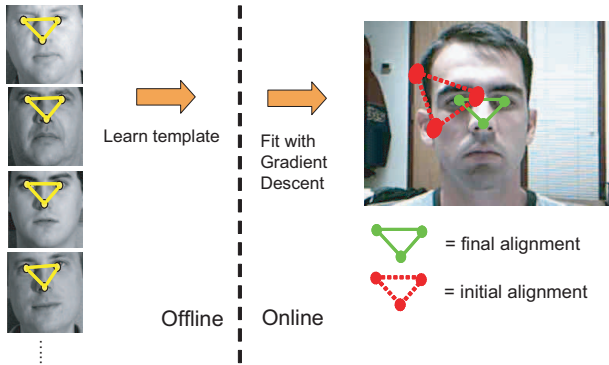 Learn template
Fit with
Gradient
Descent
Offline
Online
= final alignment
= initial alignment